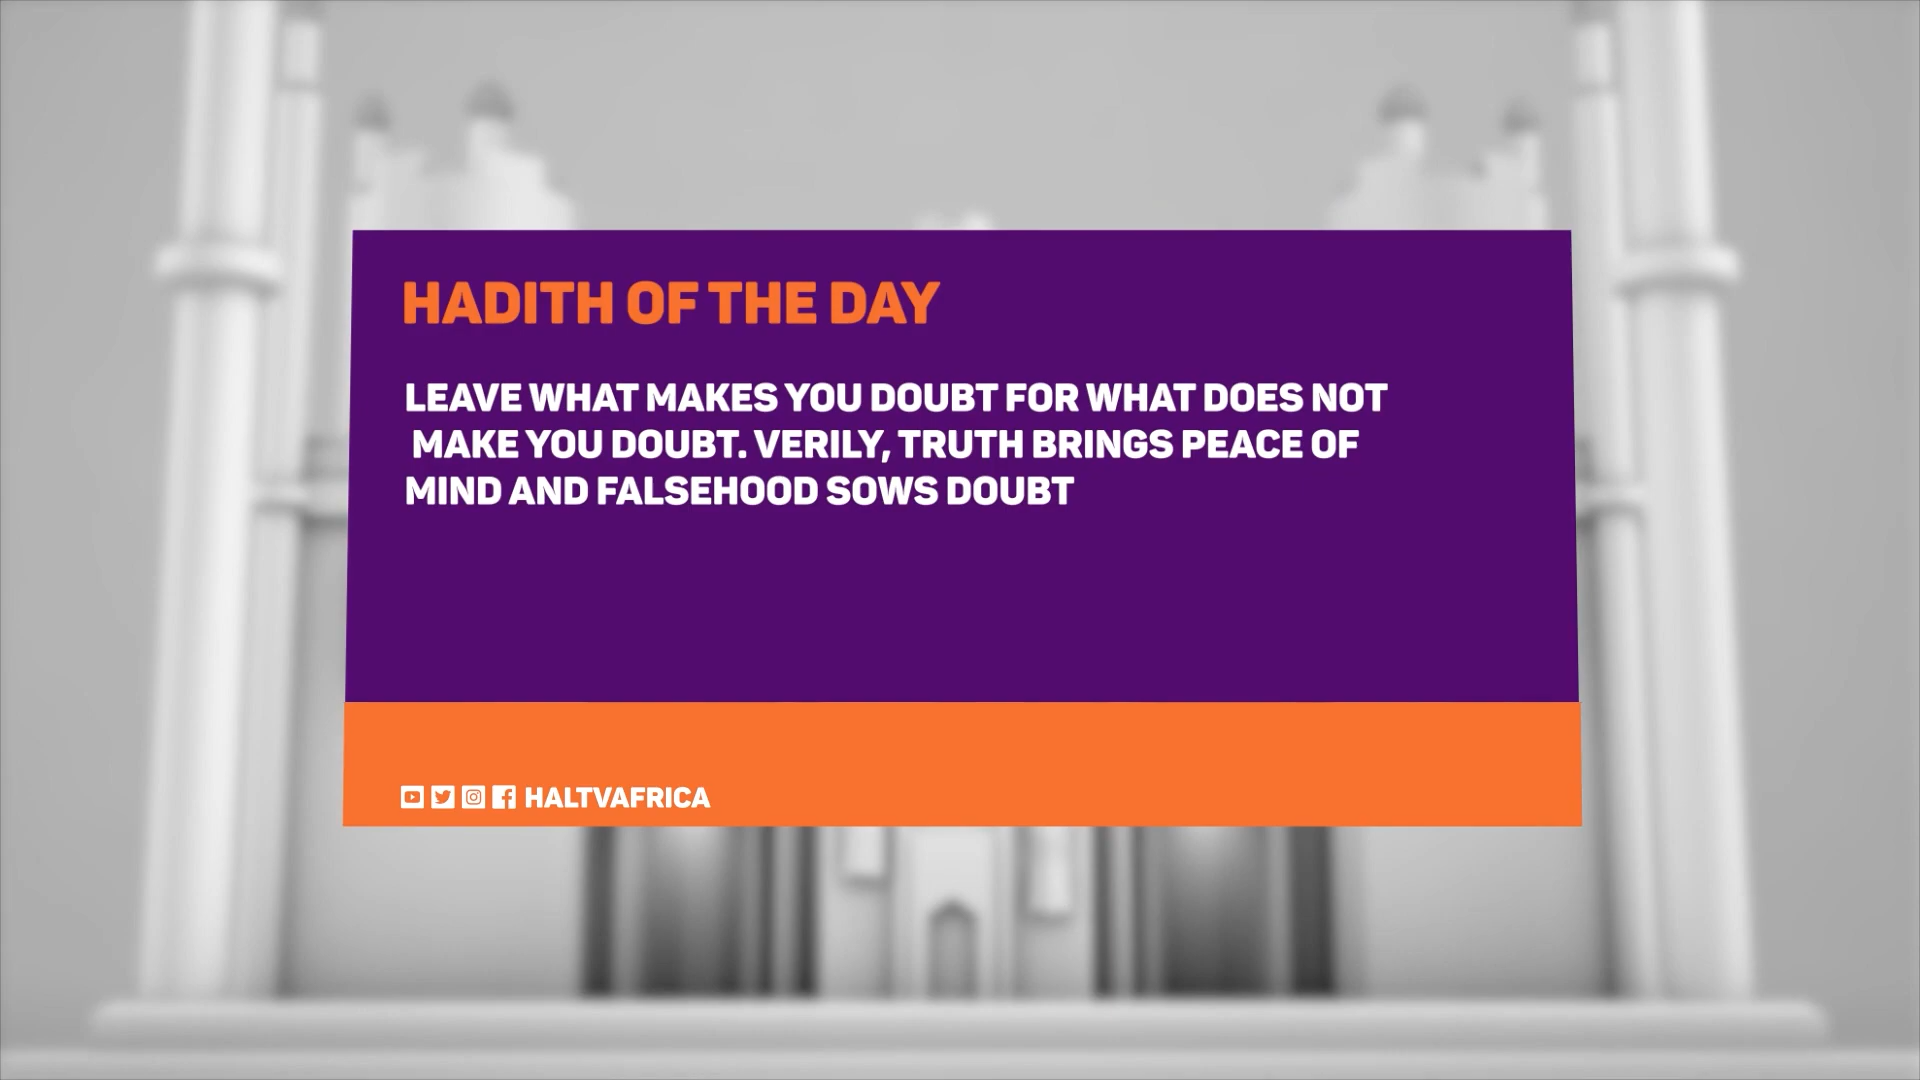 HADITH OF THE DAY
LEAVE WHAT MAKES YOU DOUBT FOR WHAT DOES NOT
MAKE YOU DOUBT. VERILY, TRUTH BRINGS PEACE OF
MIND AND FALSEHOOD SOWS DOUBT
HALTVAFRICA